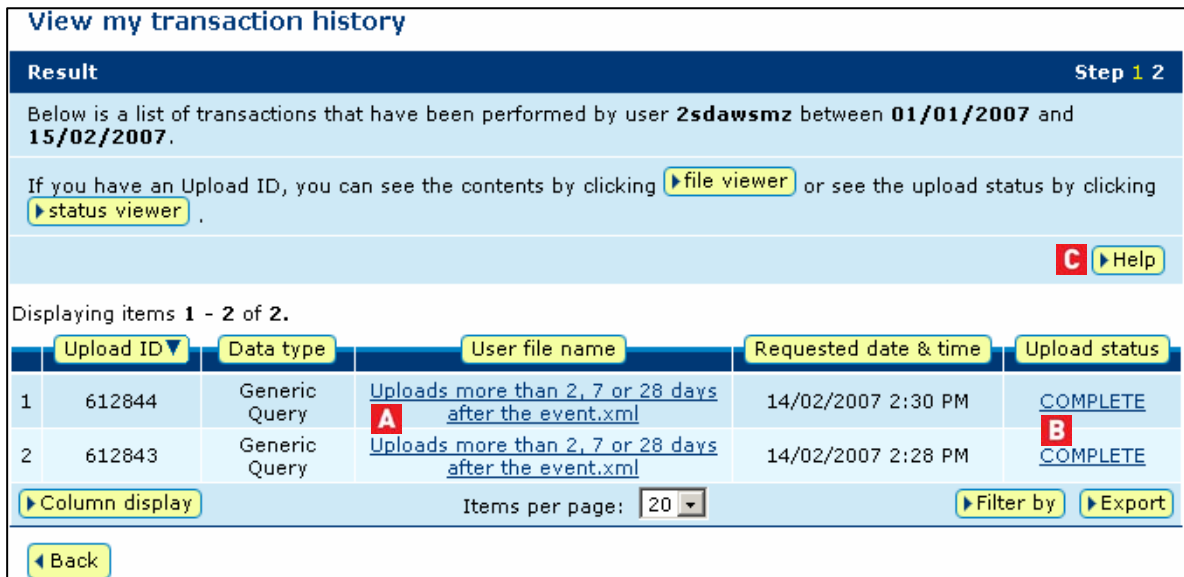 View my transaction history
Result Step 1 2
Below is a list of transactions that have been performed by user 2sdawsmz between 01/01/2007 and
15/02/2007.
If you have an Upload ID, you can see the contents by clicking file viewer or see the upload status by clicking
status viewer .
C Help
Displaying items 1 - 2 of 2.
Upload ID Data type User file name Requested date & time Upload status
1 612844 Generic Query Uploads more than 2, 7 or 28 days after the event.xml 14/02/2007 2:30 PM COMPLETE
A B
2 612843 Generic Query Uploads more than 2, 7 or 28 days after the event.xml 14/02/2007 2:28 PM COMPLETE
Column display Items per page: 20 Filter by Export
Back